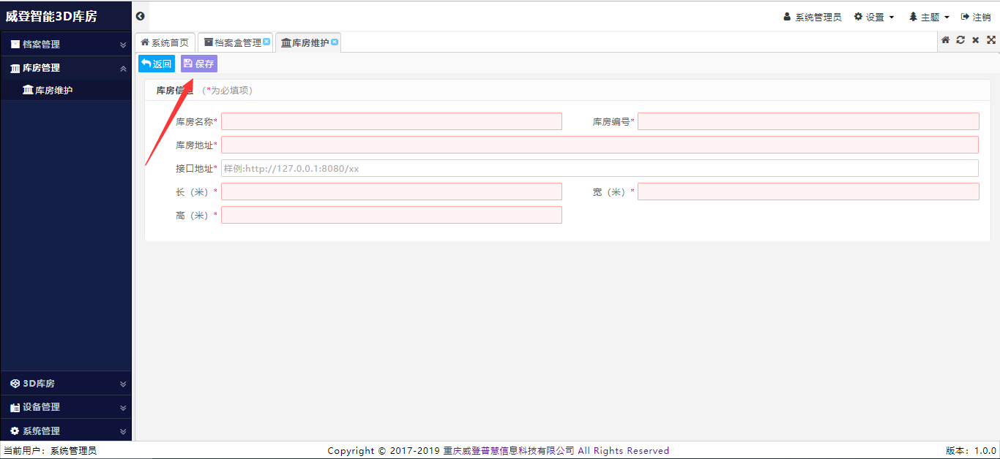 威登智能3D库房
系统管理员 设置 主题 注销
档案管理
库房管理
库房维护
3D库房
设备管理
系统管理
系统首页 档案盒管理 库房维护
返回 保存
库房信息 (*为必填项)
库房名称* 库房编号*
库房地址*
接口地址* 样例:http://127.0.0.1:8080/xx
长（米）* 宽（米）*
高（米）*
当前用户：系统管理员 Copyright © 2017-2019 重庆威登普慧信息科技有限公司 All Rights Reserved 版本：1.0.0